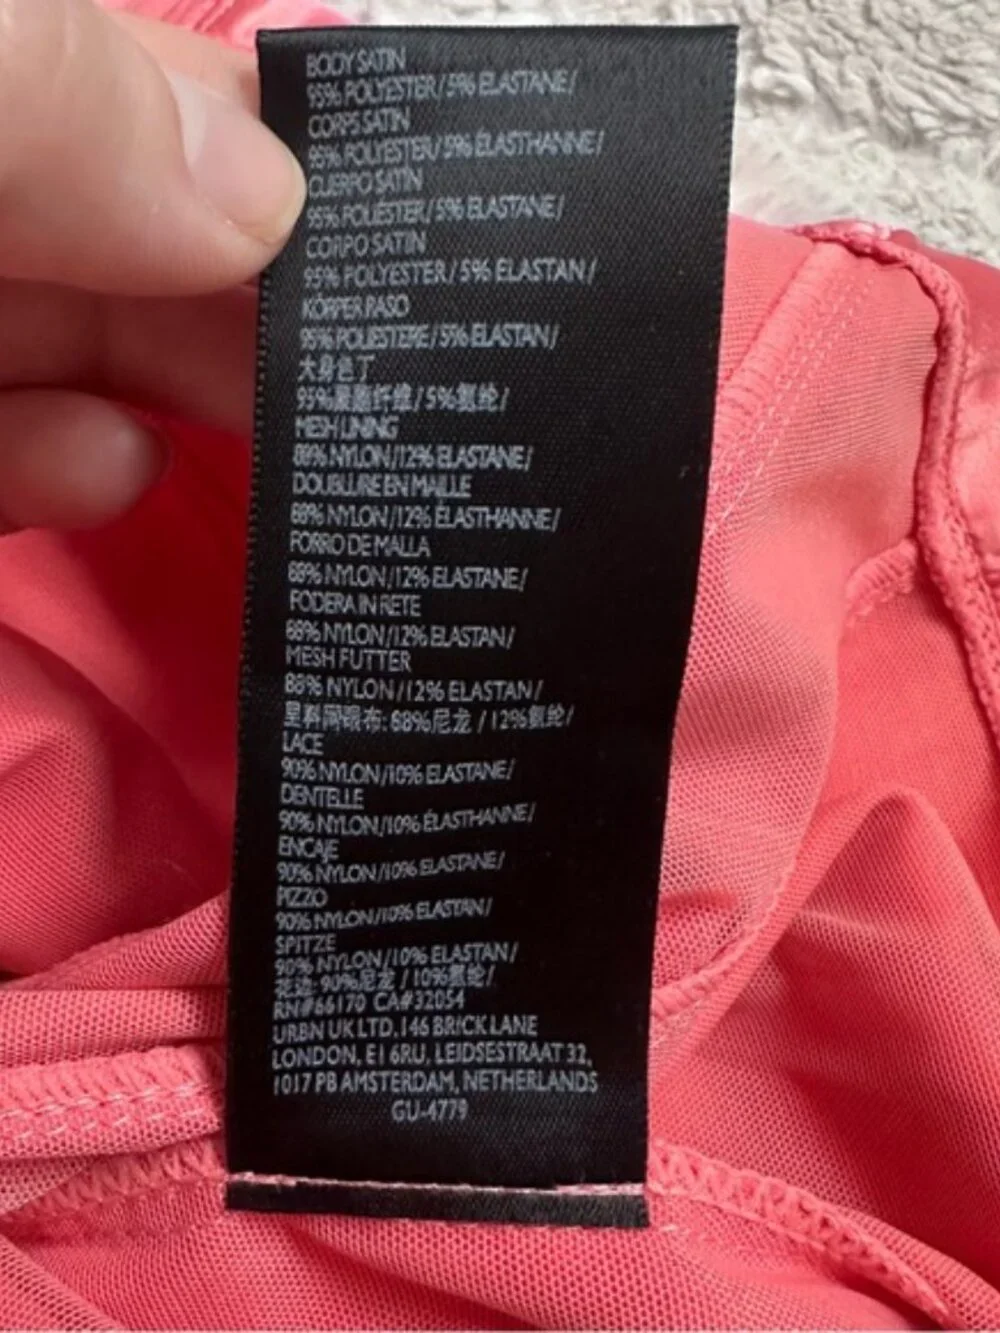 BODY SATIN
95% POLYESTER/5% ELASTANE/
CORPS SATIN
95% POLYESTER/5% ÉLASTHANNE/
CUERPO SATÍN
95% POLIÉSTER/5% ELASTANE/
CORPO SATIN
95% POLYESTER/5% ELASTAN/
KÖRPER RASO
95% POLIESTERE/5% ELASTAN/
大身色丁
95%聚酯纤维/5%氨纶/
MESH LINING
88% NYLON/12% ELASTANE/
DOUBLURE EN MAILLE
88% NYLON/12% ÉLASTHANNE/
FORRO DE MALLA
88% NYLON/12% ELASTANE/
FODERA IN RETE
88% NYLON/12% ELASTAN/
MESH FUTTER
88% NYLON/12% ELASTAN/
里料网眼布: 88%尼龙 / 12%氨纶/
LACE
90% NYLON/10% ELASTANE/
DENTELLE
90% NYLON/10% ÉLASTHANNE/
ENCAJE
90% NYLON/10% ELASTANE/
PIZZO
90% NYLON/10% ELASTAN/
SPITZE
90% NYLON/10% ELASTAN/
花边: 90%尼龙 / 10%氨纶/
RN#66170 CA#32054
URBN UK LTD. 146 BRICK LANE
LONDON, E1 6RU. LEIDSESTRAAT 32,
1017 PB AMSTERDAM, NETHERLANDS
GU-4779